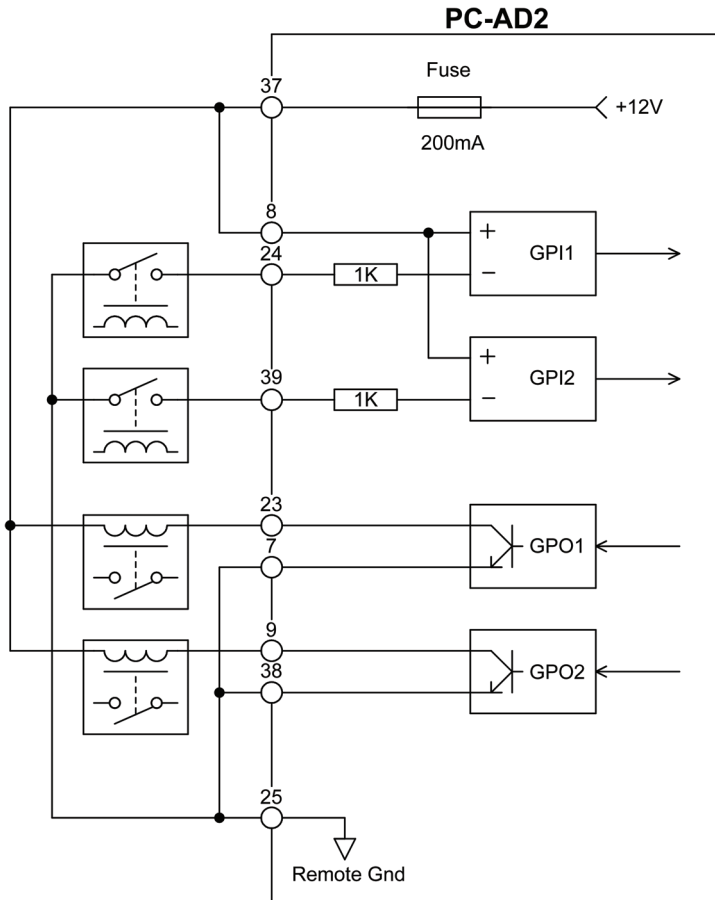 PC-AD2
Fuse
37
+12V
200mA
8
+
GPI1
24
1K
−
+
39
GPI2
1K
−
23
GPO1
7
9
GPO2
38
25
Remote Gnd